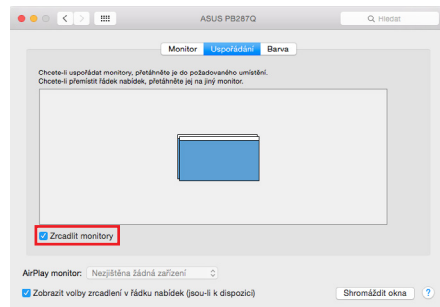 ASUS PB287Q
Hledat
Monitor Uspořádání Barva
Chcete-li uspořádat monitory, přetáhněte je do požadovaného umístění.
Chcete-li přemístit řádek nabídek, přetáhněte jej na jiný monitor.
Zrcadlit monitory
AirPlay monitor: Nezjištěna žádná zařízení
Zobrazit volby zrcadlení v řádku nabídek (jsou-li k dispozici)
Shromáždit okna ?